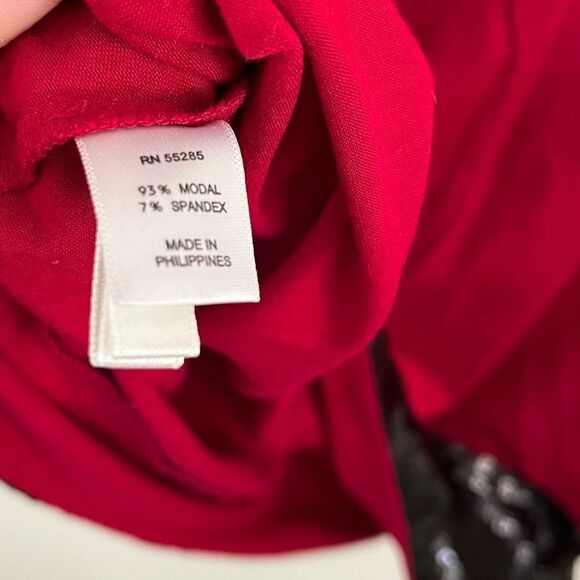 RN 55285
93% MODAL
7% SPANDEX
MADE IN
PHILIPPINES